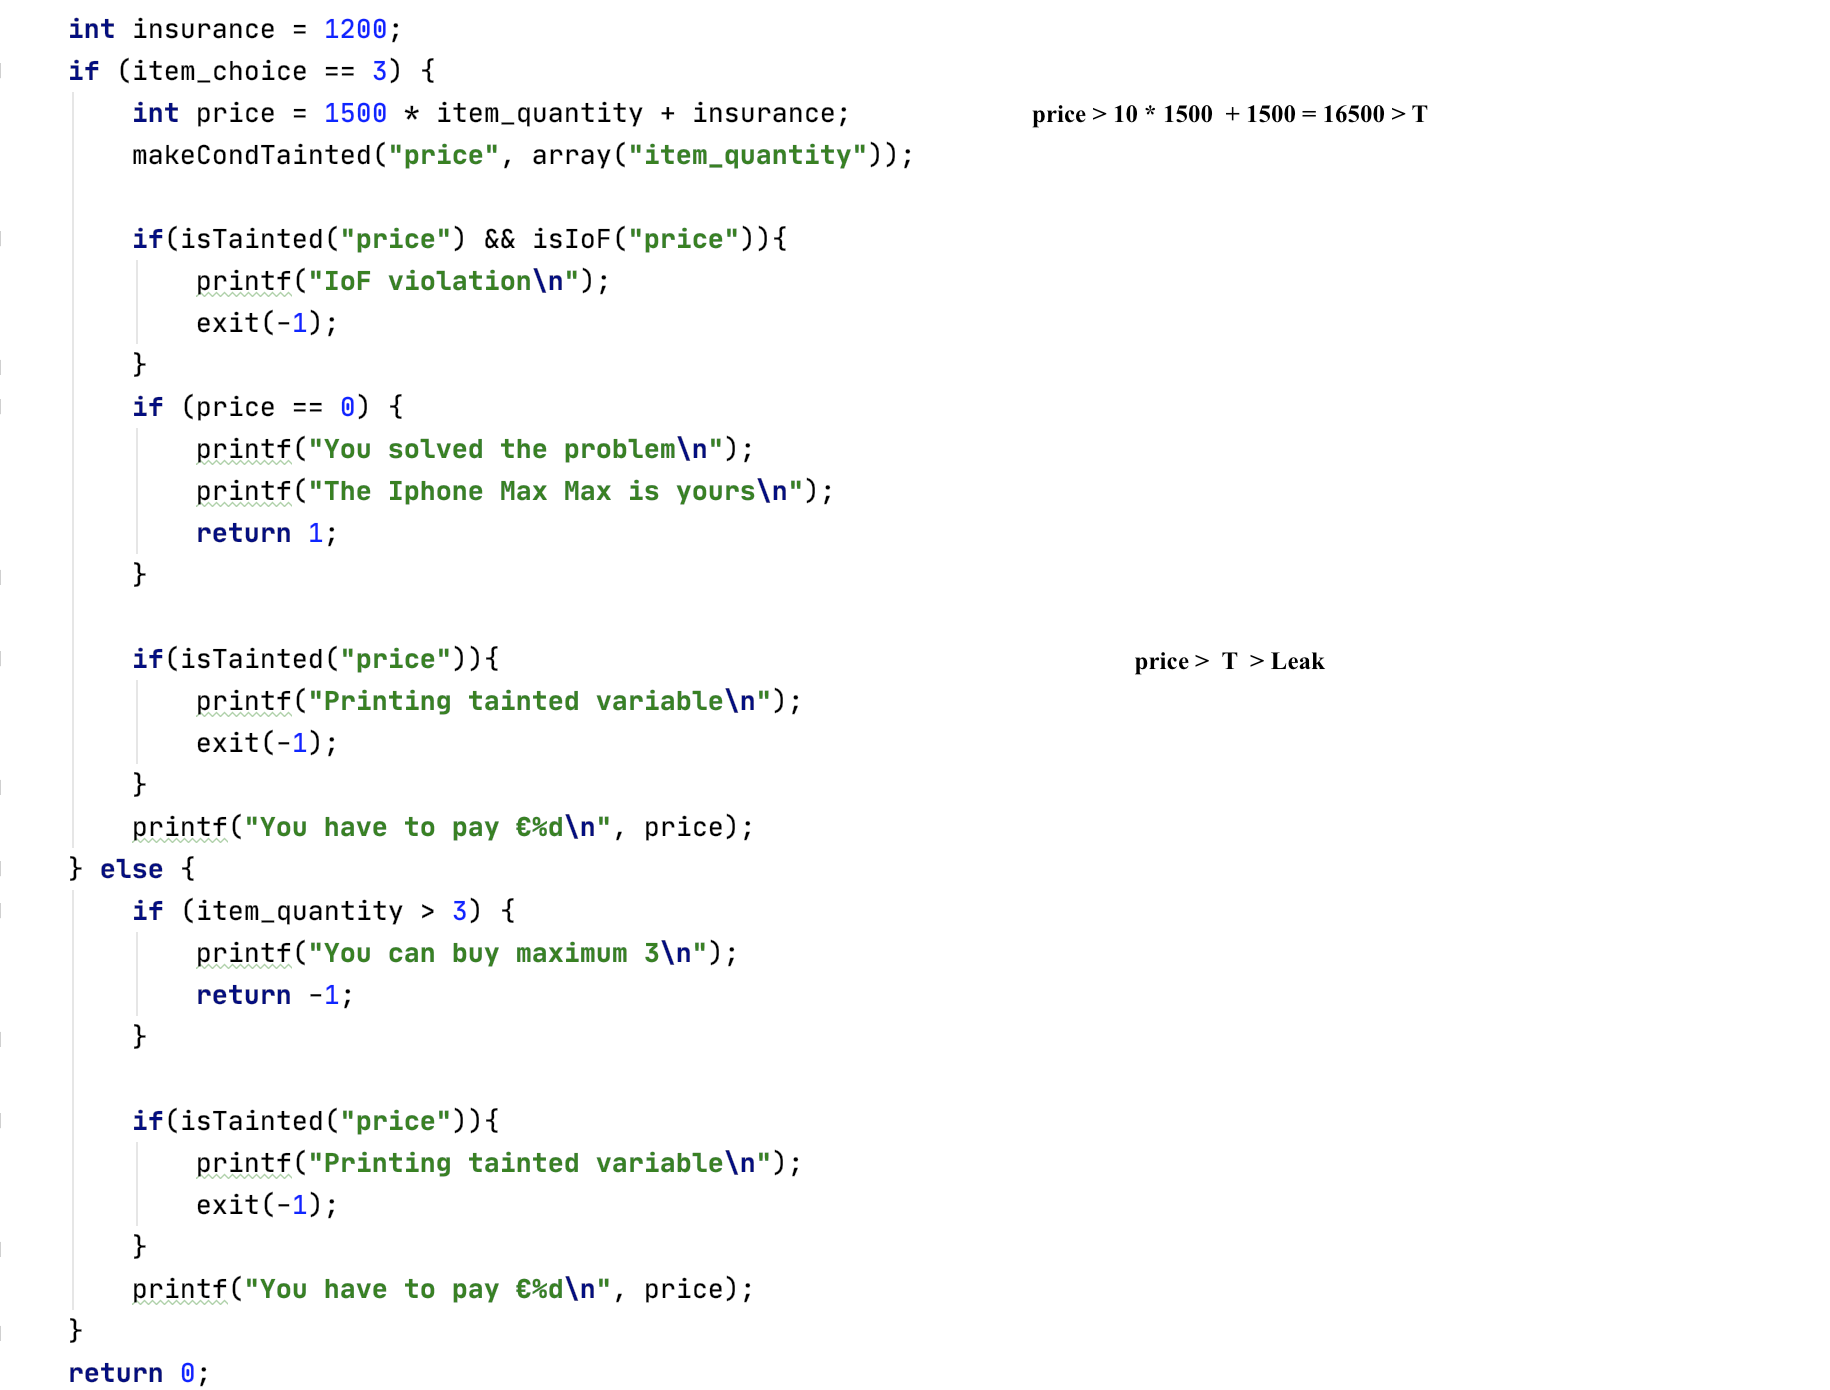 int insurance = 1200;
if (item_choice == 3) {
int price = 1500 * item_quantity + insurance; price > 10 * 1500 + 1500 = 16500 > T
makeCondTainted("price", array("item_quantity"));
if(isTainted("price") && isIoF("price")){
printf("IoF violation\n");
exit(-1);
}
if (price == 0) {
printf("You solved the problem\n");
printf("The Iphone Max Max is yours\n");
return 1;
}
if(isTainted("price")){ price > T > Leak
printf("Printing tainted variable\n");
exit(-1);
}
printf("You have to pay €%d\n", price);
} else {
if (item_quantity > 3) {
printf("You can buy maximum 3\n");
return -1;
}
if(isTainted("price")){
printf("Printing tainted variable\n");
exit(-1);
}
printf("You have to pay €%d\n", price);
}
return 0;